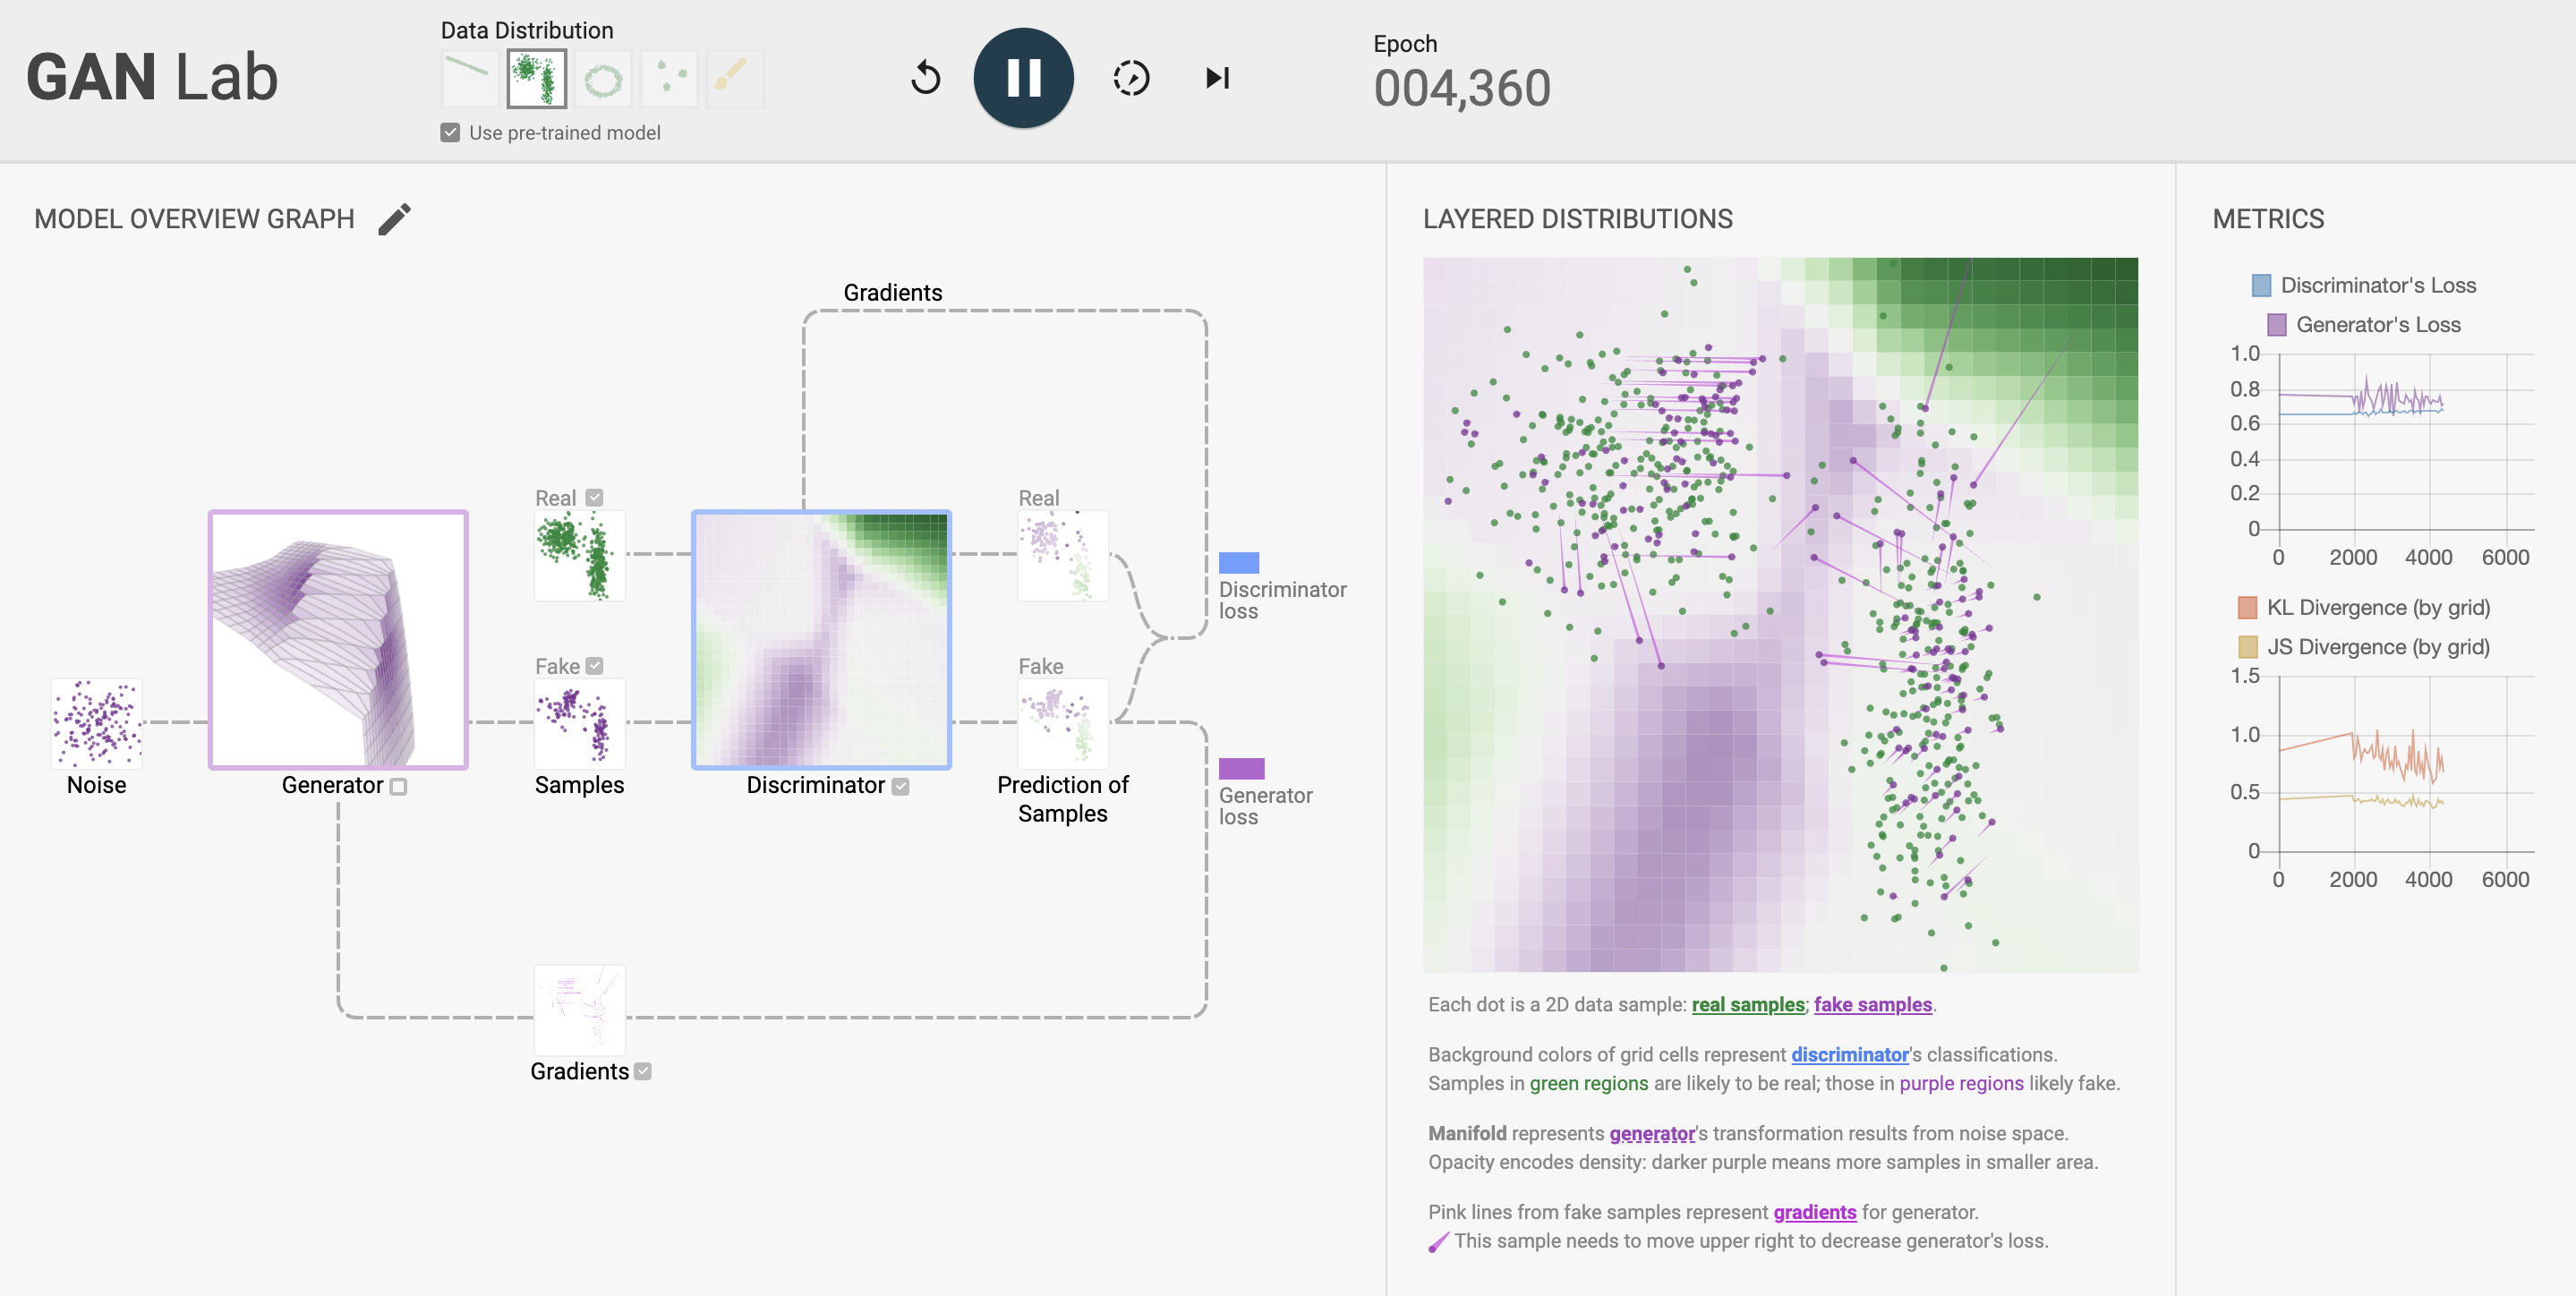 GAN Lab
Data Distribution
Use pre-trained model
Epoch
004,360
MODEL OVERVIEW GRAPH
Gradients
Real
Real
Discriminator
loss
Fake
Fake
Noise
Generator
Samples
Discriminator
Prediction of
Samples
Generator
loss
Gradients
LAYERED DISTRIBUTIONS
Each dot is a 2D data sample: real samples; fake samples.
Background colors of grid cells represent discriminator's classifications.
Samples in green regions are likely to be real; those in purple regions likely fake.
Manifold represents generator's transformation results from noise space.
Opacity encodes density: darker purple means more samples in smaller area.
Pink lines from fake samples represent gradients for generator.
This sample needs to move upper right to decrease generator's loss.
METRICS
Discriminator's Loss
Generator's Loss
1.0
0.8
0.6
0.4
0.2
0
0 2000 4000 6000
KL Divergence (by grid)
JS Divergence (by grid)
1.5
1.0
0.5
0
0 2000 4000 6000